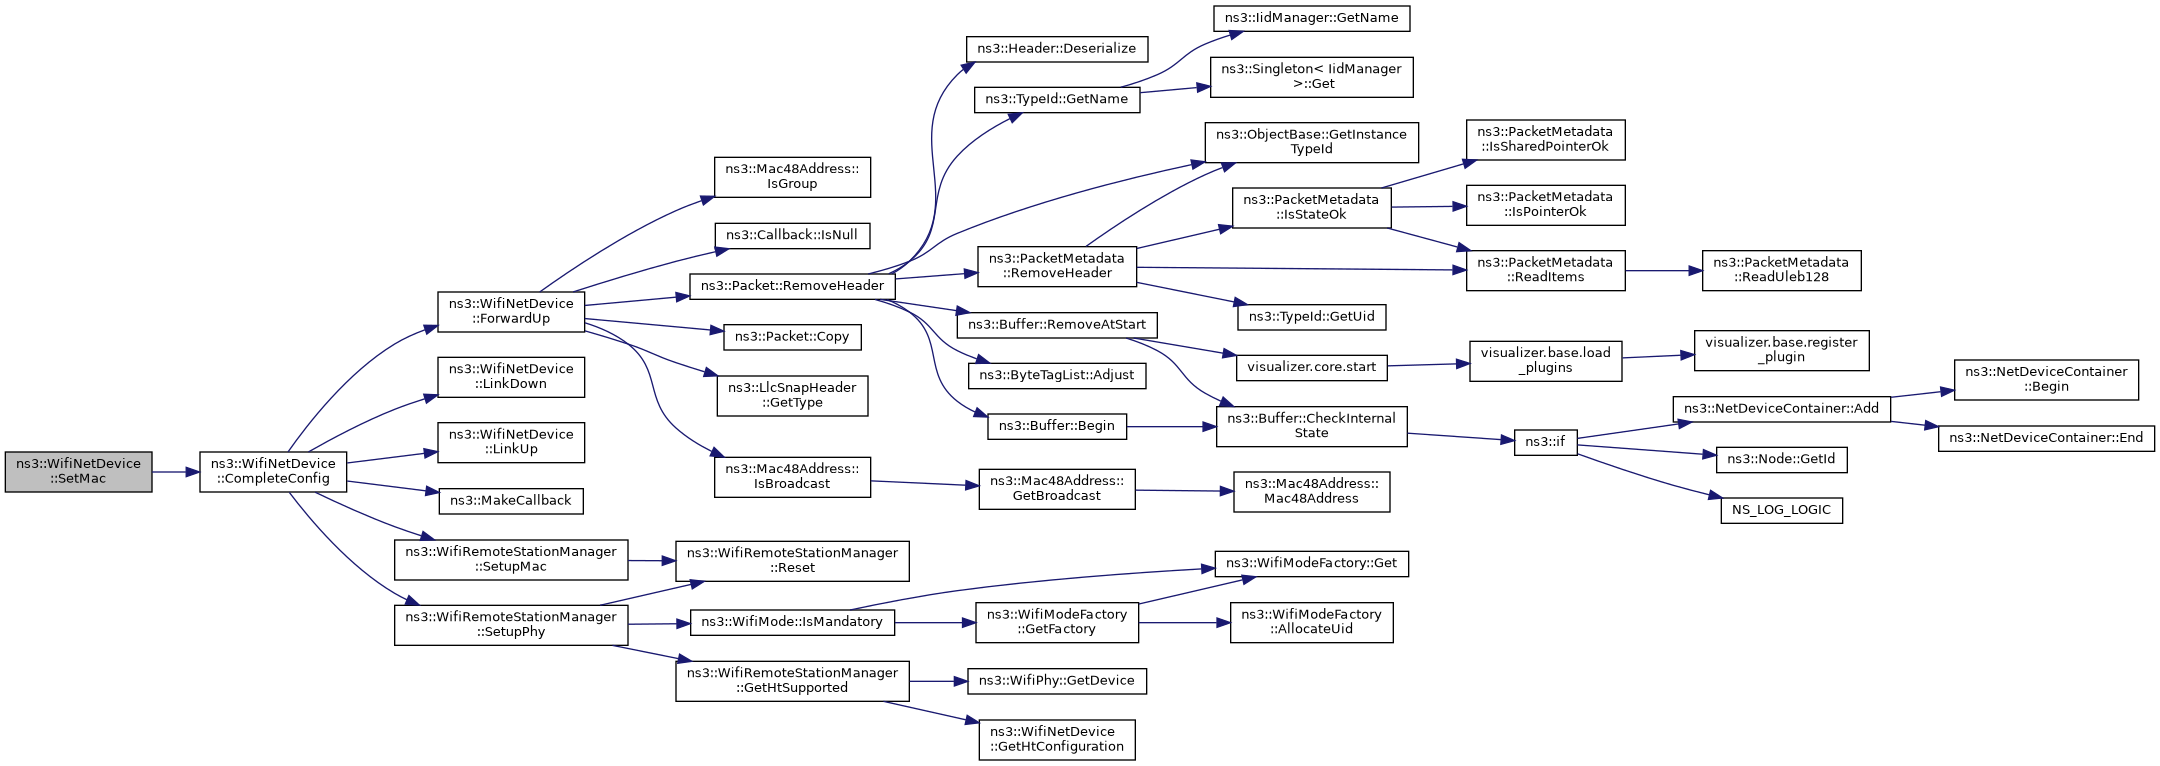 ns3::WifiNetDevice
::SetMac
ns3::WifiNetDevice
::CompleteConfig
ns3::WifiNetDevice
::ForwardUp
ns3::WifiNetDevice
::LinkDown
ns3::WifiNetDevice
::LinkUp
ns3::MakeCallback
ns3::WifiRemoteStationManager
::SetupMac
ns3::WifiRemoteStationManager
::SetupPhy
ns3::Mac48Address::
IsGroup
ns3::Callback::IsNull
ns3::Packet::RemoveHeader
ns3::Packet::Copy
ns3::LlcSnapHeader
::GetType
ns3::Mac48Address::
IsBroadcast
ns3::WifiRemoteStationManager
::Reset
ns3::WifiMode::IsMandatory
ns3::WifiRemoteStationManager
::GetHtSupported
ns3::Header::Deserialize
ns3::TypeId::GetName
ns3::PacketMetadata
::RemoveHeader
ns3::Buffer::RemoveAtStart
ns3::ByteTagList::Adjust
ns3::Buffer::Begin
ns3::Mac48Address::
GetBroadcast
ns3::WifiModeFactory
::GetFactory
ns3::WifiPhy::GetDevice
ns3::WifiNetDevice
::GetHtConfiguration
ns3::IidManager::GetName
ns3::Singleton< IidManager
>::Get
ns3::ObjectBase::GetInstance
TypeId
ns3::PacketMetadata
::IsStateOk
ns3::TypeId::GetUid
visualizer.core.start
ns3::Buffer::CheckInternal
State
ns3::Mac48Address::
Mac48Address
ns3::WifiModeFactory::Get
ns3::WifiModeFactory
::AllocateUid
ns3::PacketMetadata
::IsSharedPointerOk
ns3::PacketMetadata
::IsPointerOk
ns3::PacketMetadata
::ReadItems
visualizer.base.load
_plugins
ns3::if
ns3::PacketMetadata
::ReadUleb128
visualizer.base.register
_plugin
ns3::NetDeviceContainer::Add
ns3::Node::GetId
NS_LOG_LOGIC
ns3::NetDeviceContainer
::Begin
ns3::NetDeviceContainer::End